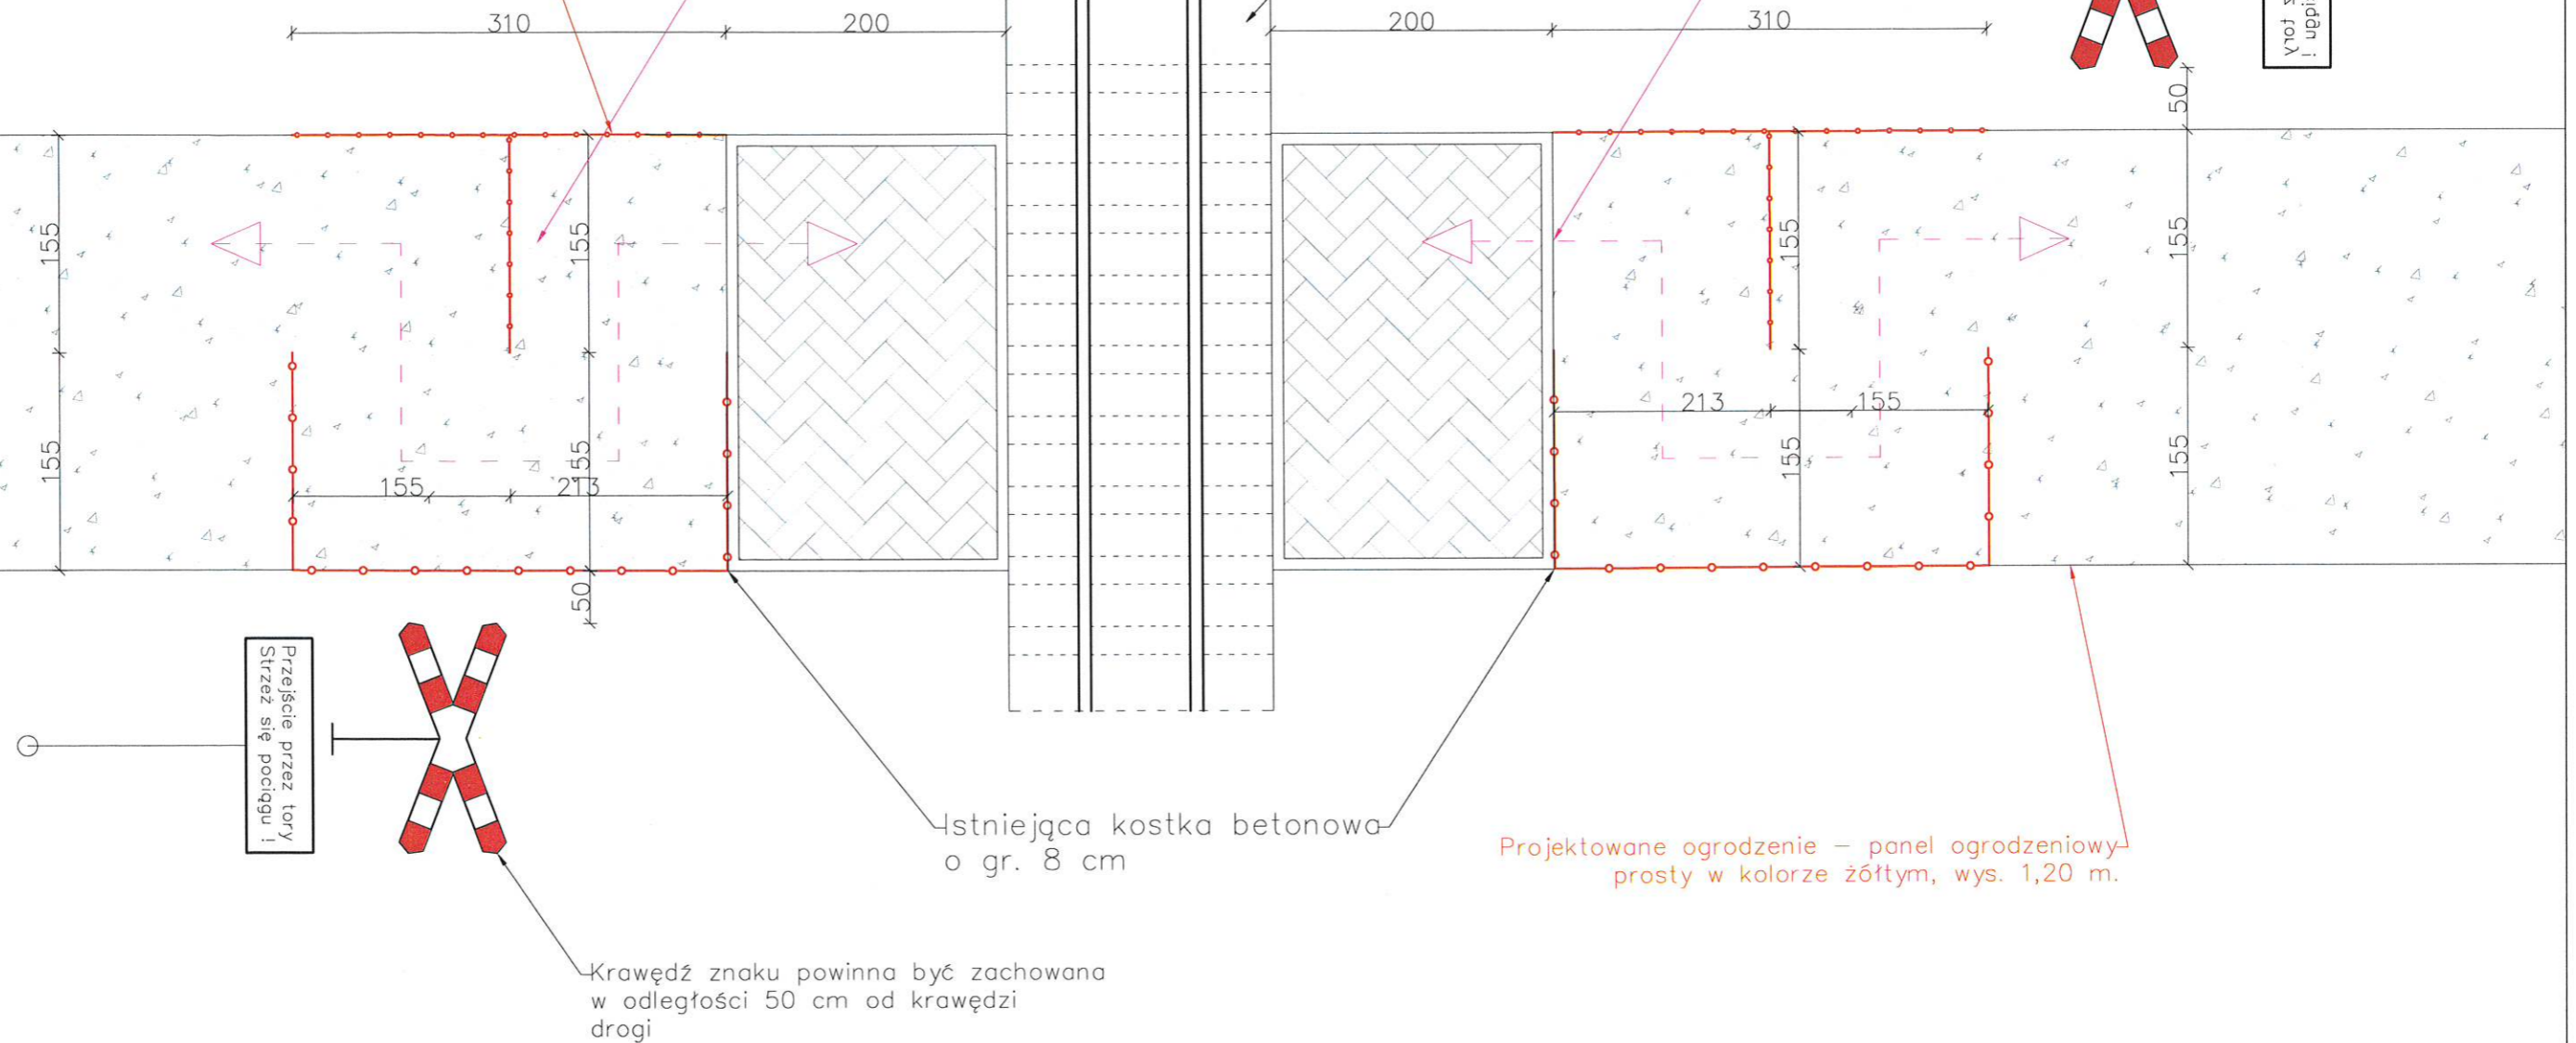 310
200
200
310
ądu i
z tory
50
155
155
155
155
155
155
155
155
213
155
155
213
50
Przejście przez tory
Strzeż się pociągu !
Istniejąca kostka betonowa
o gr. 8 cm
Projektowane ogrodzenie – panel ogrodzeniowy
prosty w kolorze żółtym, wys. 1,20 m.
Krawędź znaku powinna być zachowana
w odległości 50 cm od krawędzi
drogi